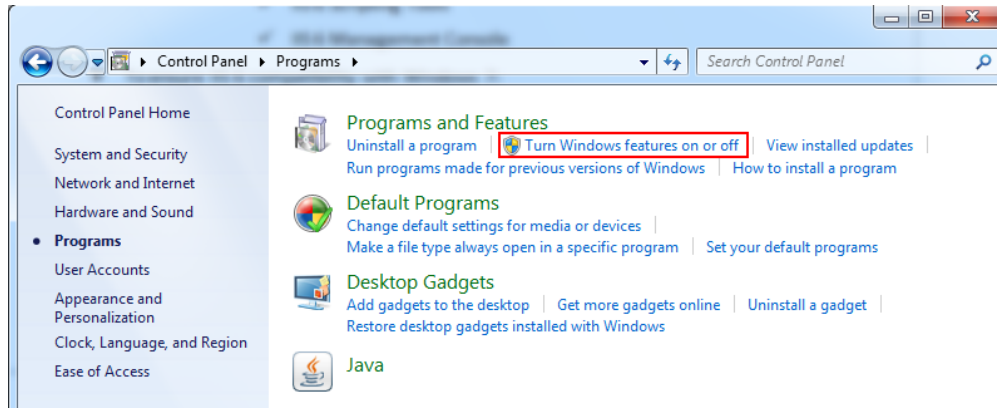 IIS 6 Management Console
Control Panel Programs
Search Control Panel
Control Panel Home
System and Security
Network and Internet
Hardware and Sound
Programs
User Accounts
Appearance and
Personalization
Clock, Language, and Region
Ease of Access
Programs and Features
Uninstall a program Turn Windows features on or off View installed updates
Run programs made for previous versions of Windows How to install a program
Default Programs
Change default settings for media or devices
Make a file type always open in a specific program Set your default programs
Desktop Gadgets
Add gadgets to the desktop Get more gadgets online Uninstall a gadget
Restore desktop gadgets installed with Windows
Java